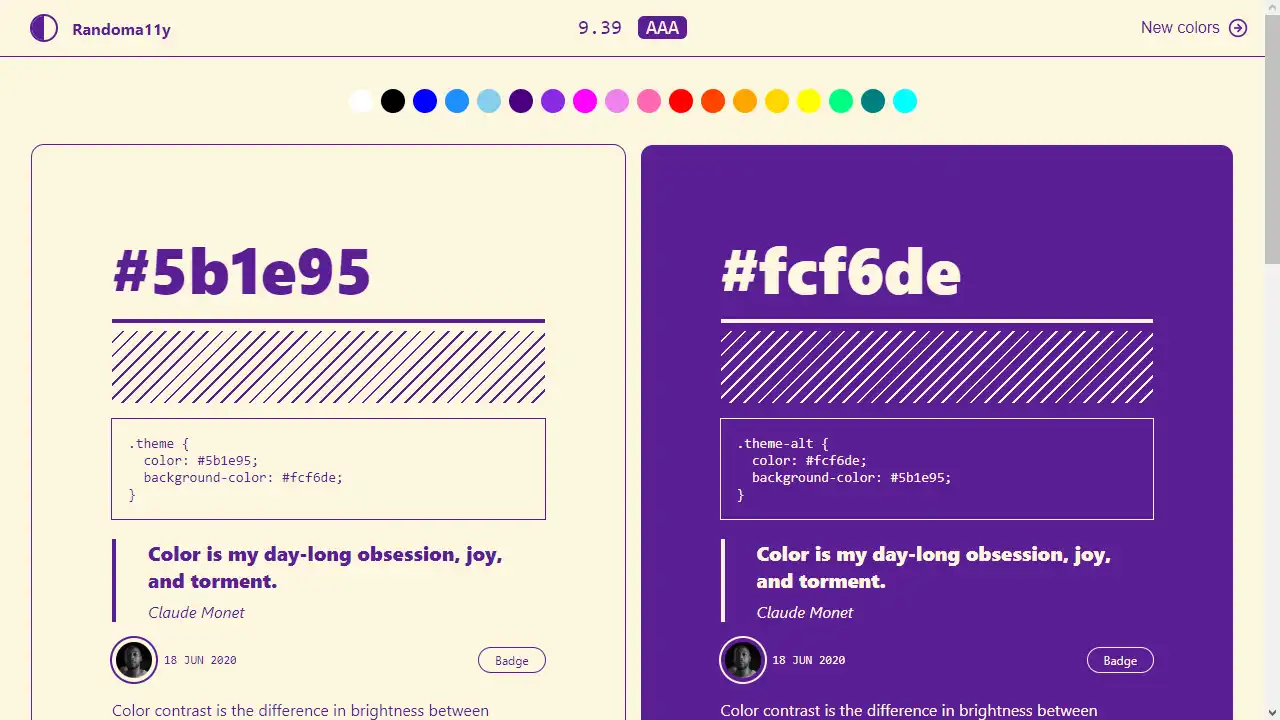 Randoma11y
9.39 AAA
New colors
#5b1e95
.theme {
  color: #5b1e95;
  background-color: #fcf6de;
}
Color is my day-long obsession, joy,
and torment.
Claude Monet
18 JUN 2020
Badge
Color contrast is the difference in brightness between
#fcf6de
.theme-alt {
  color: #fcf6de;
  background-color: #5b1e95;
}
Color is my day-long obsession, joy,
and torment.
Claude Monet
18 JUN 2020
Badge
Color contrast is the difference in brightness between